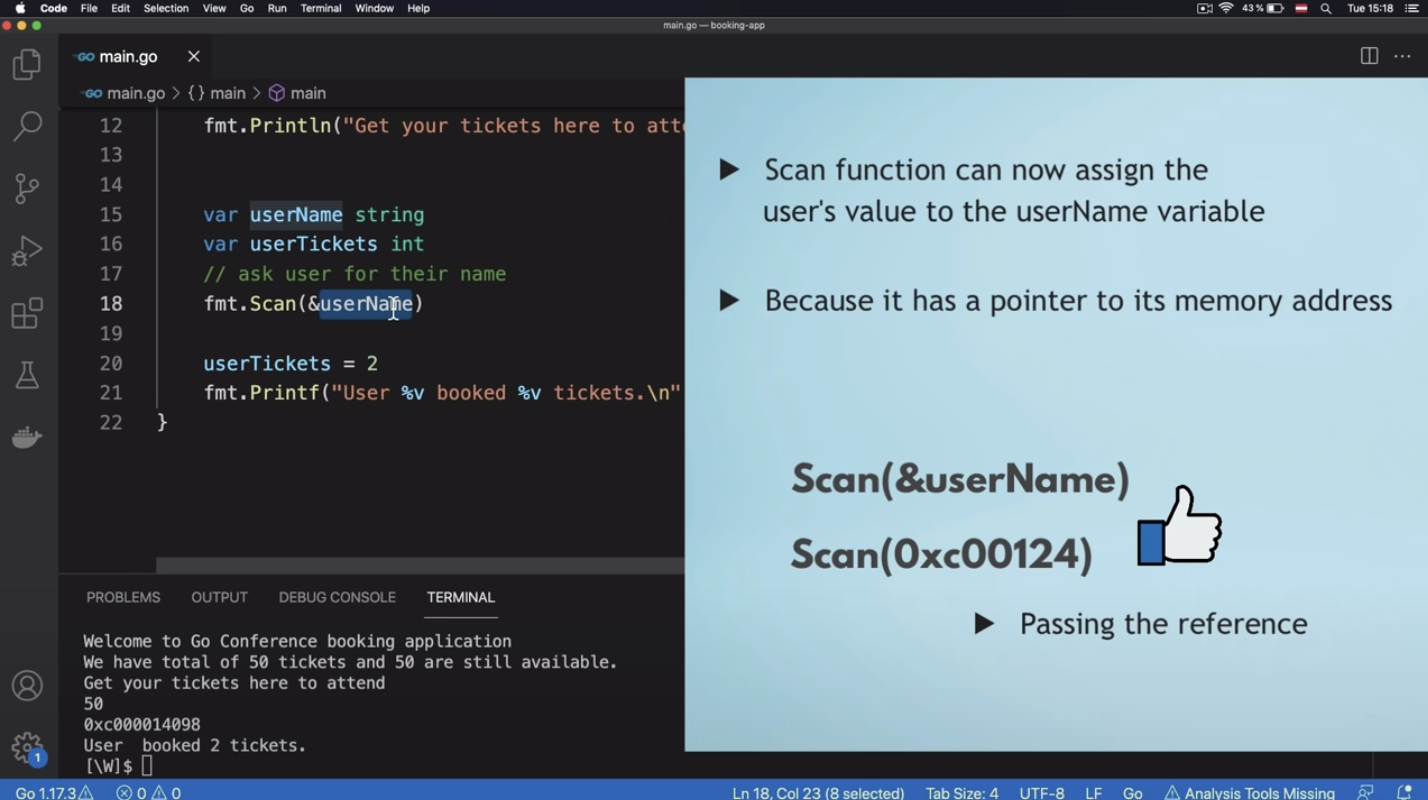 Code File Edit Selection View Go Run Terminal Window Help 43% Tue 15:18
main.go — booking-app
GO main.go
GO main.go > {} main > main
12 fmt.Println("Get your tickets here to atte
13
14
15 var userName string
16 var userTickets int
17 // ask user for their name
18 fmt.Scan(&userName)
19
20 userTickets = 2
21 fmt.Printf("User %v booked %v tickets.\n"
22 }
Scan function can now assign the
user's value to the userName variable
Because it has a pointer to its memory address
Scan(&userName)
Scan(0xc00124)
Passing the reference
PROBLEMS OUTPUT DEBUG CONSOLE TERMINAL
Welcome to Go Conference booking application
We have total of 50 tickets and 50 are still available.
Get your tickets here to attend
50
0xc000014098
User  booked 2 tickets.
[\W]$
1
Go 1.17.3 0 0 Ln 18, Col 23 (8 selected) Tab Size: 4 UTF-8 LF Go Analysis Tools Missing